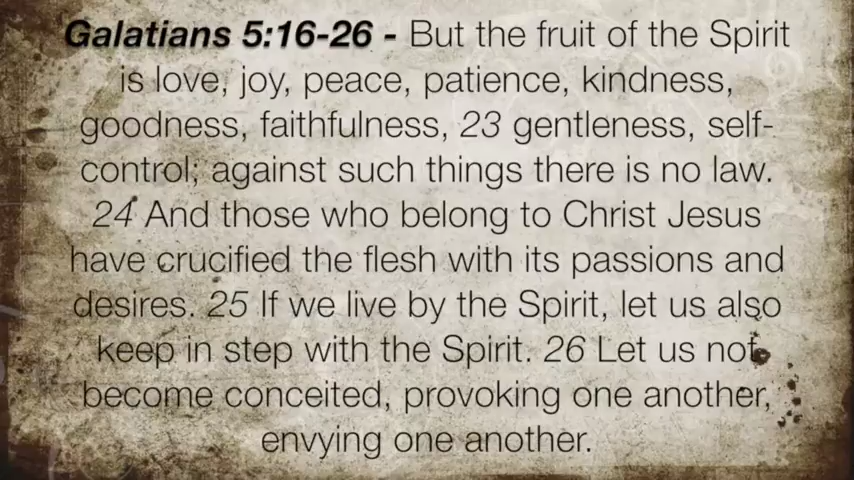 Galatians 5:16-26 - But the fruit of the Spirit
is love, joy, peace, patience, kindness,
goodness, faithfulness, 23 gentleness, self-
control; against such things there is no law.
24 And those who belong to Christ Jesus
have crucified the flesh with its passions and
desires. 25 If we live by the Spirit, let us also
keep in step with the Spirit. 26 Let us not
become conceited, provoking one another,
envying one another.